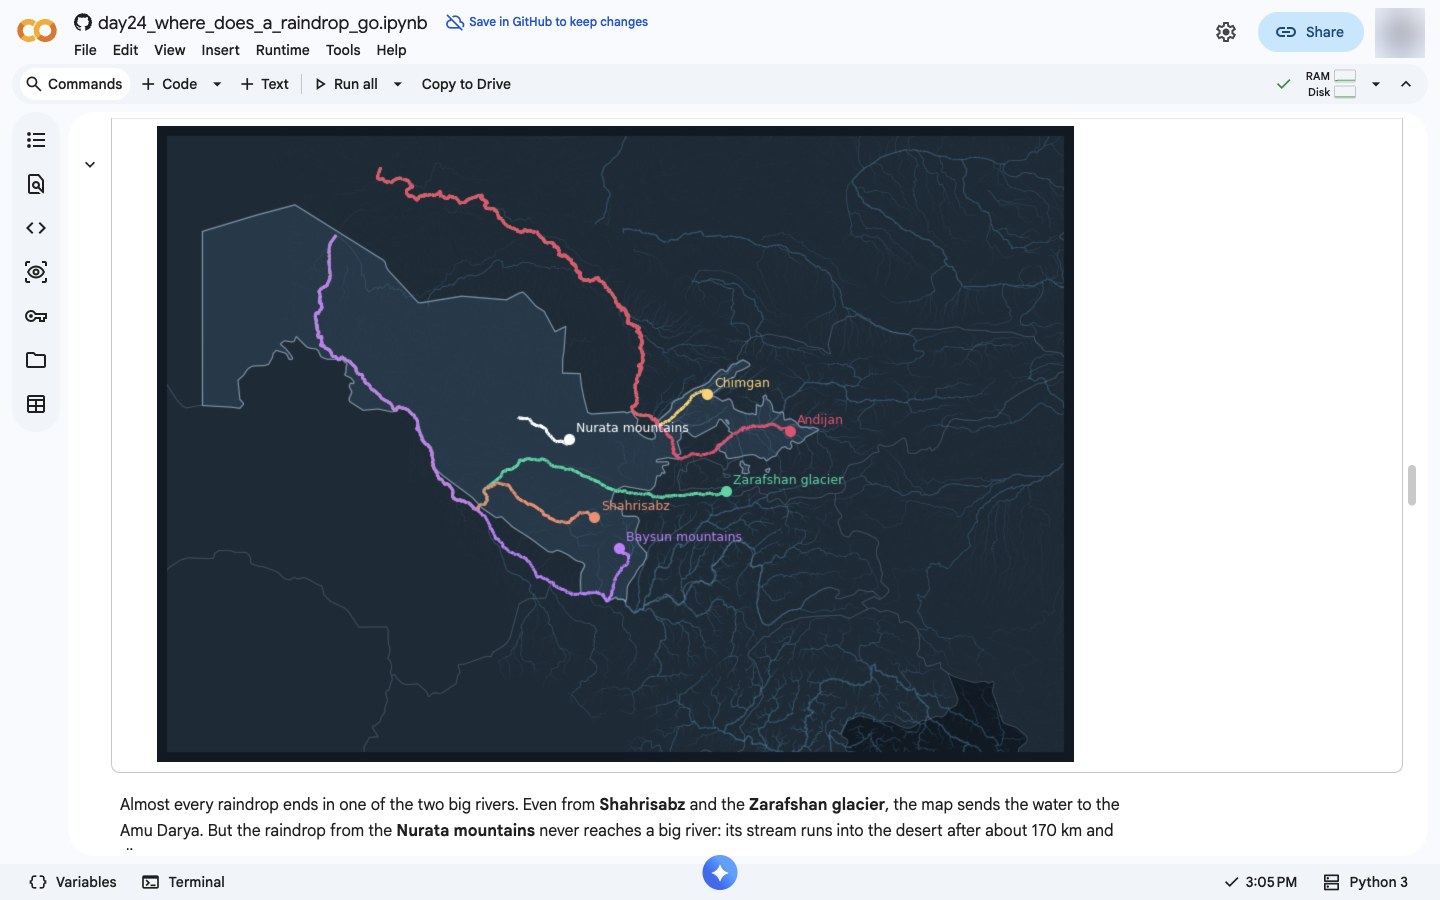 day24_where_does_a_raindrop_go.ipynb
Save in GitHub to keep changes
Share
File Edit View Insert Runtime Tools Help
Commands + Code + Text Run all Copy to Drive
RAM
Disk
Chimgan
Andijan
Nurata mountains
Zarafshan glacier
Shahrisabz
Baysun mountains
Almost every raindrop ends in one of the two big rivers. Even from Shahrisabz and the Zarafshan glacier, the map sends the water to the
Amu Darya. But the raindrop from the Nurata mountains never reaches a big river: its stream runs into the desert after about 170 km and
Variables Terminal 3:05 PM Python 3